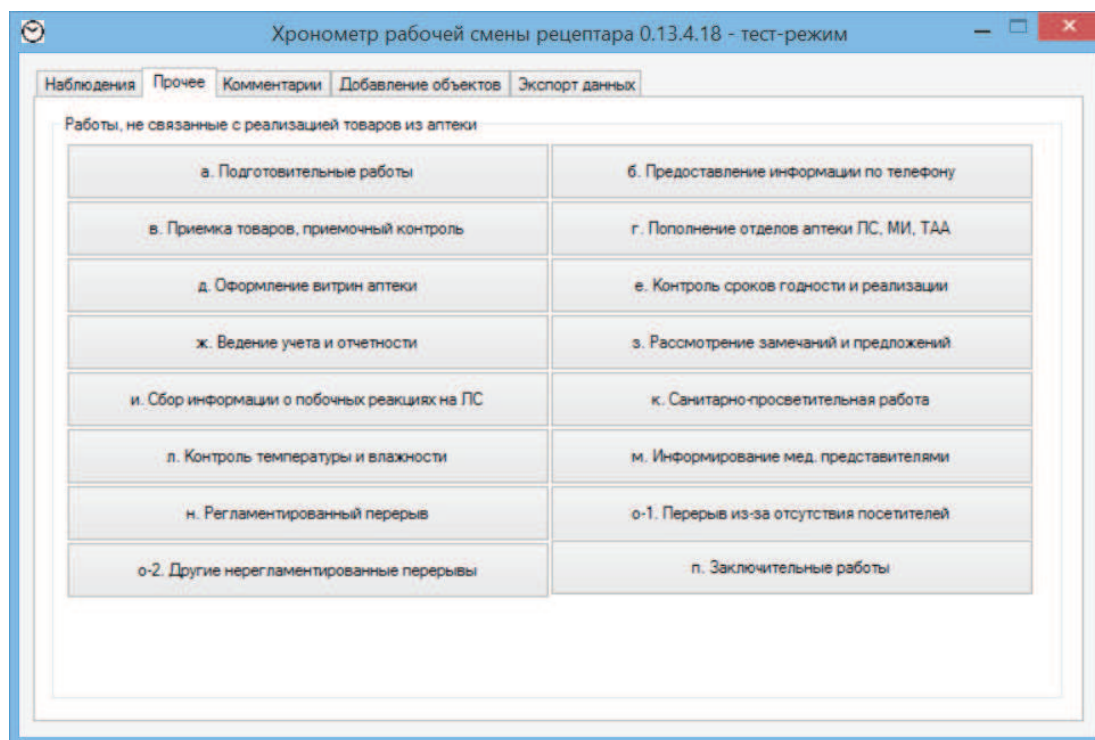 Хронометр рабочей смены рецептара 0.13.4.18 - тест-режим
Наблюдения Прочее Комментарии Добавление объектов Экспорт данных
Работы, не связанные с реализацией товаров из аптеки
а. Подготовительные работы
б. Предоставление информации по телефону
в. Приемка товаров, приемочный контроль
г. Пополнение отделов аптеки ЛС, МИ, ТАА
д. Оформление витрин аптеки
е. Контроль сроков годности и реализации
ж. Ведение учета и отчетности
з. Рассмотрение замечаний и предложений
и. Сбор информации о побочных реакциях на ЛС
к. Санитарно-просветительная работа
л. Контроль температуры и влажности
м. Информирование мед. представителями
н. Регламентированный перерыв
о-1. Перерыв из-за отсутствия посетителей
о-2. Другие нерегламентированные перерывы
п. Заключительные работы